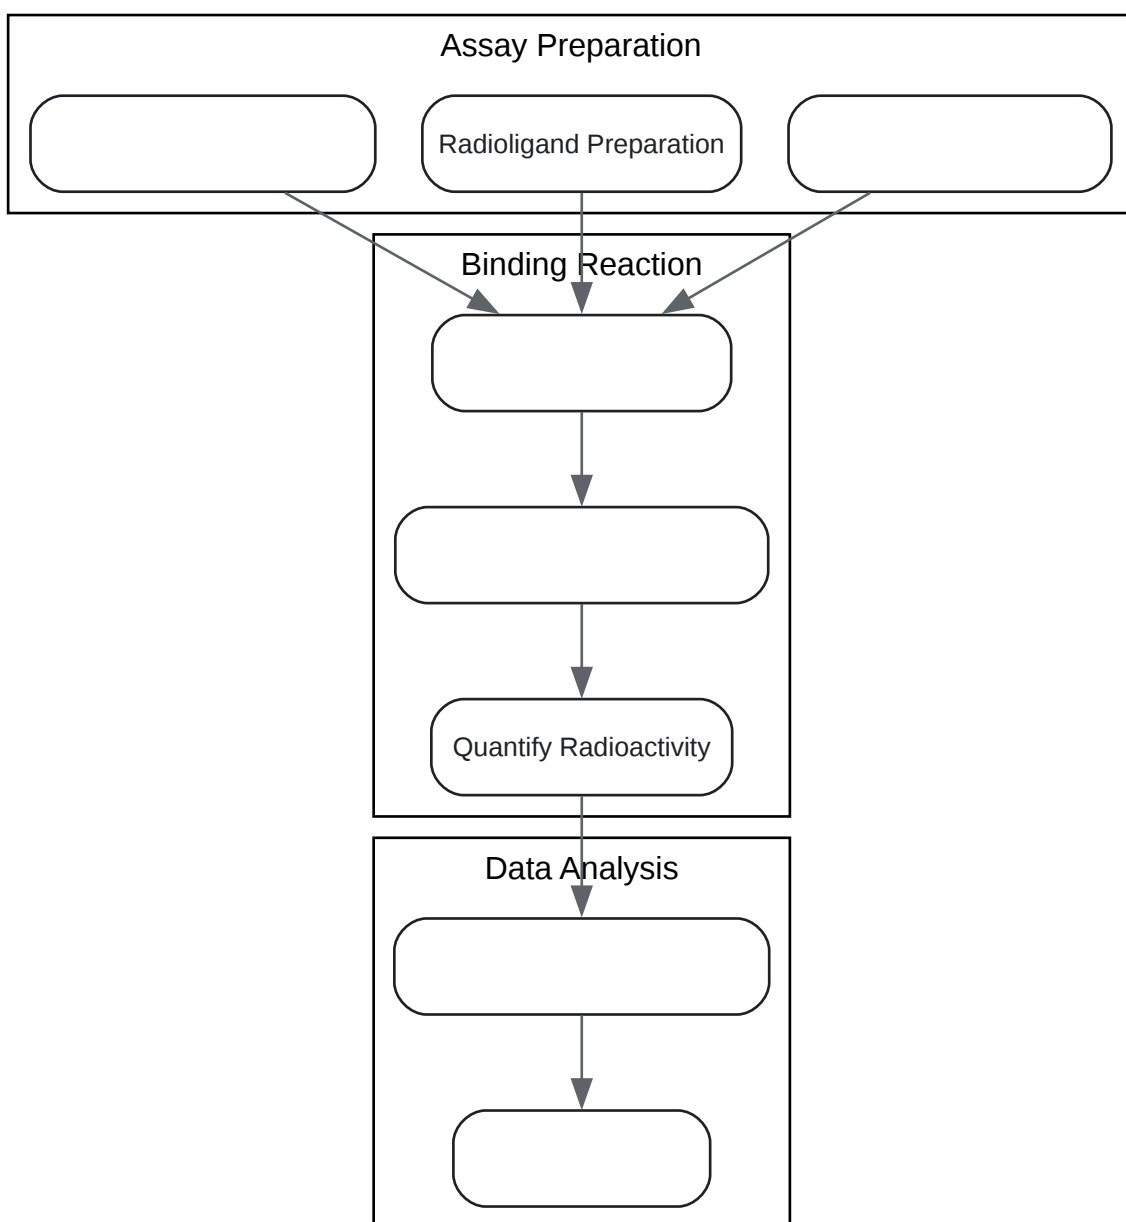 Assay Preparation
Radioligand Preparation
Binding Reaction
Quantify Radioactivity
Data Analysis